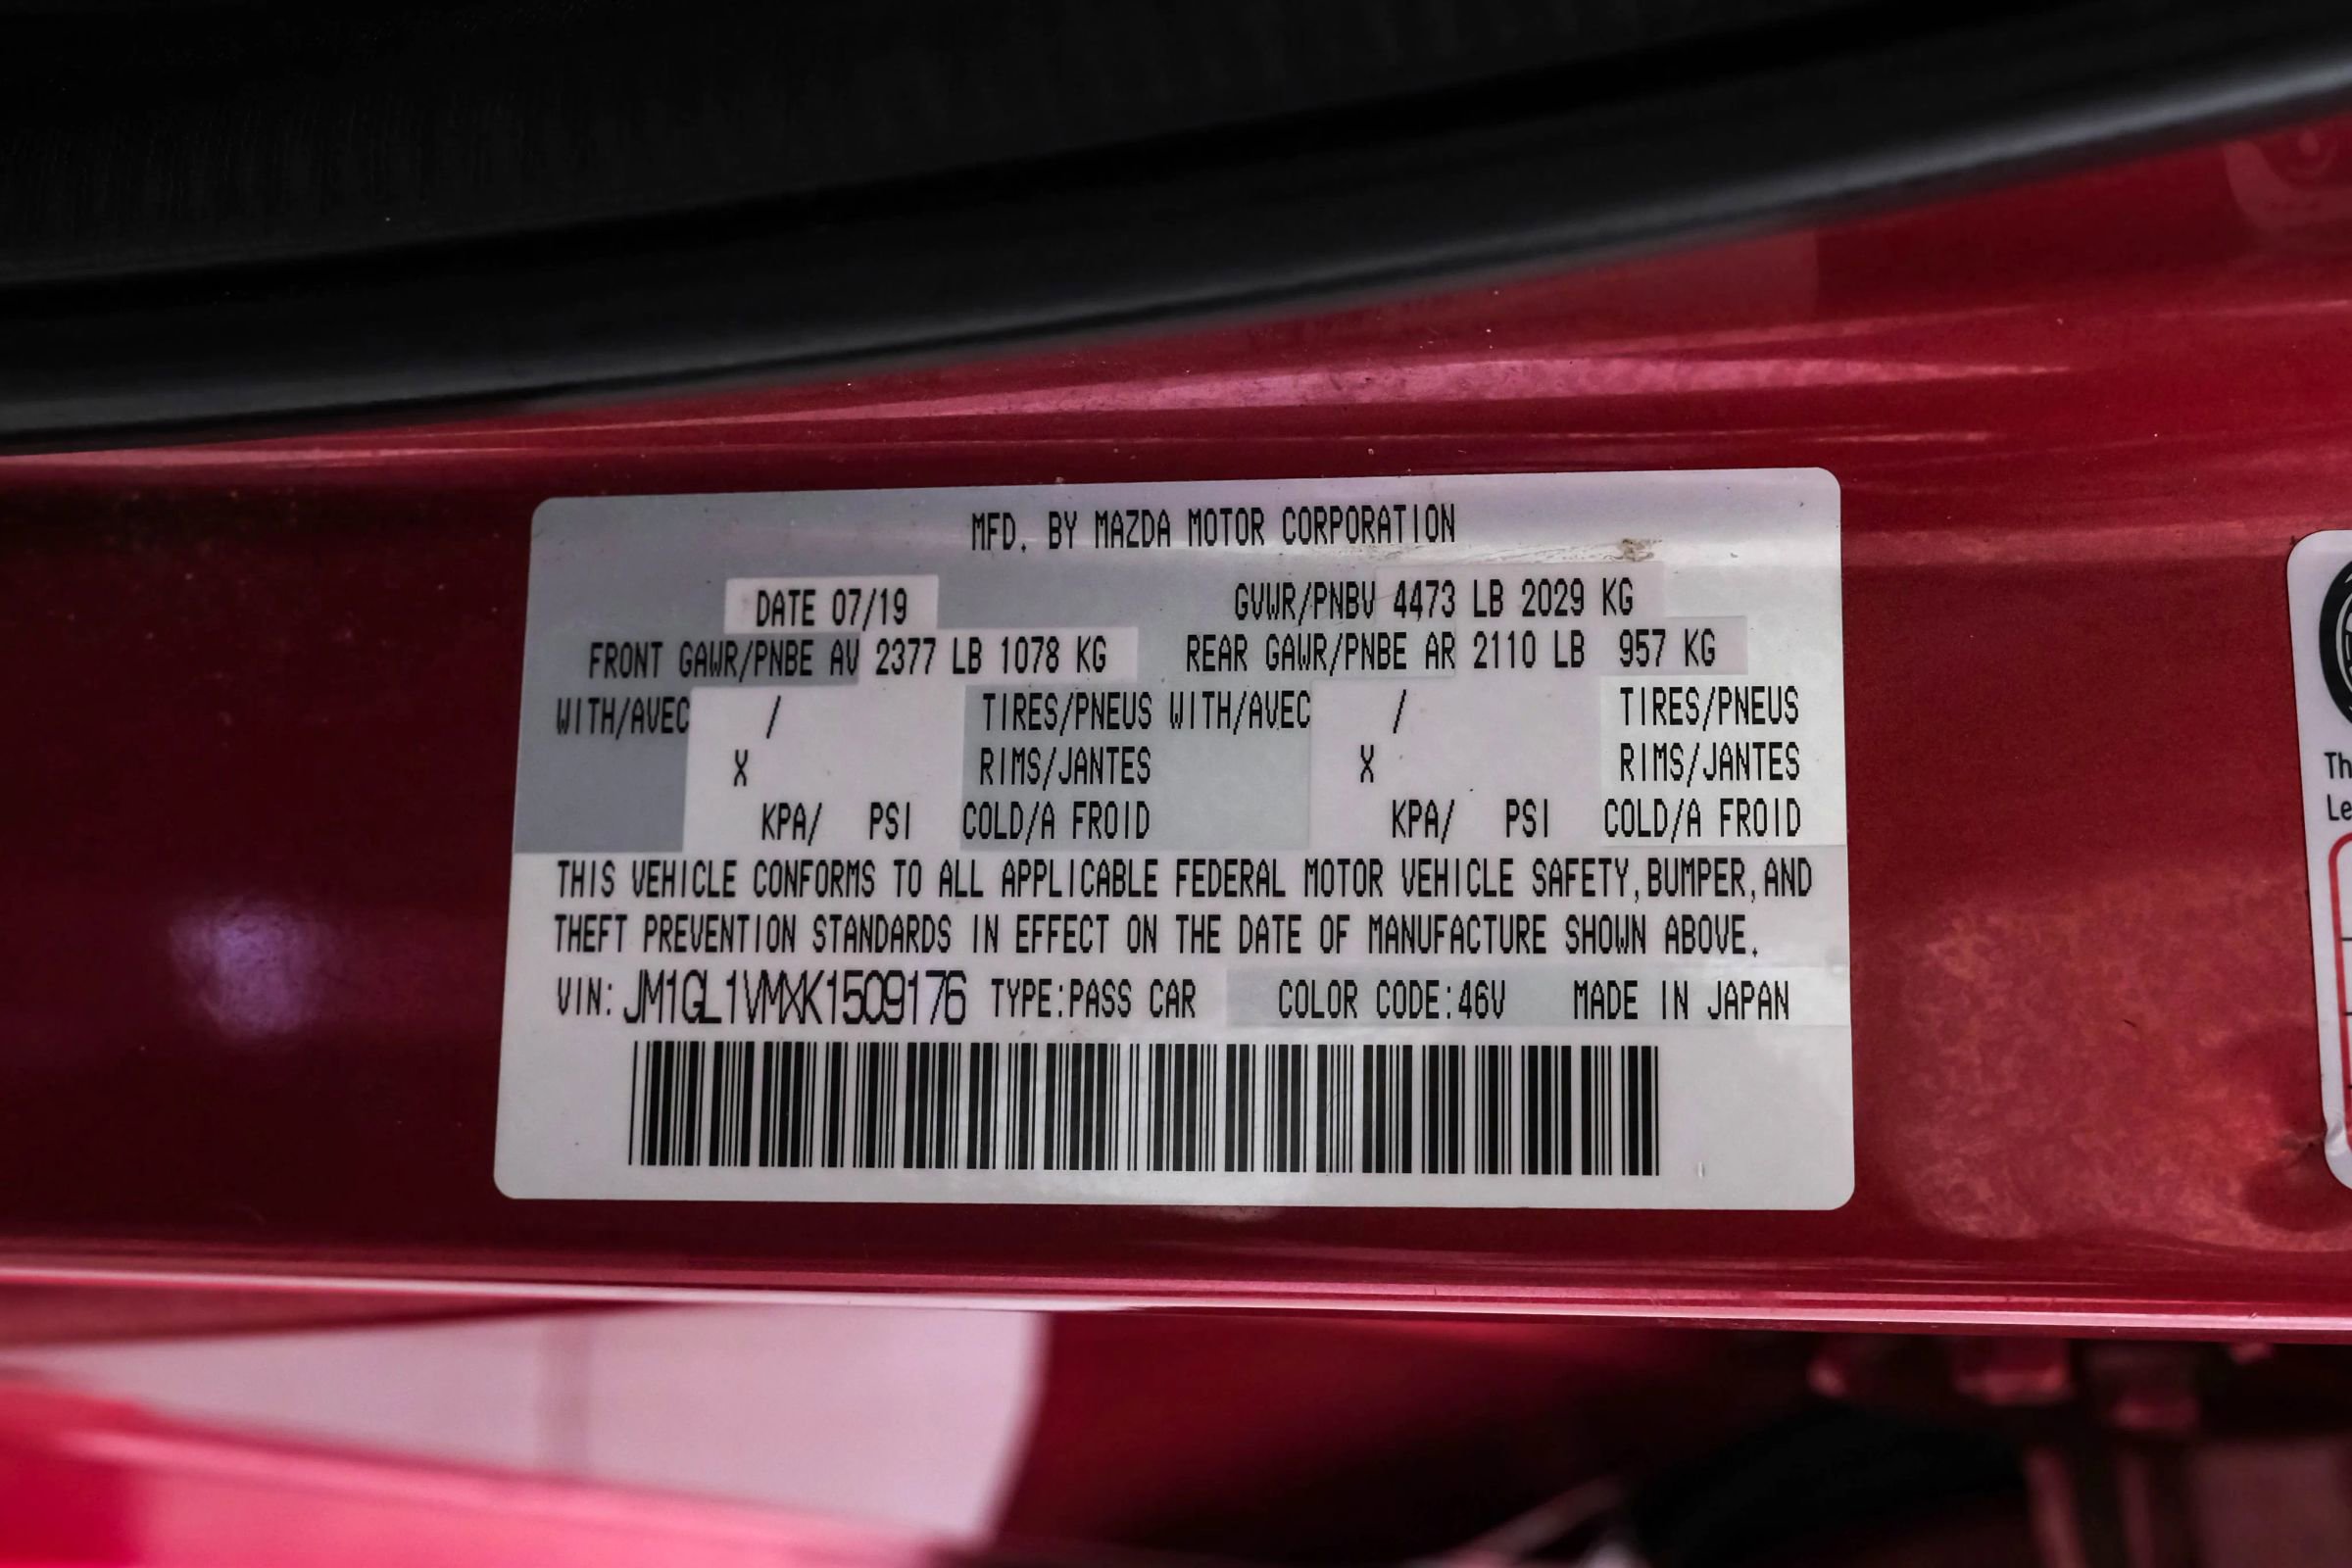 MFD. BY MAZDA MOTOR CORPORATION
DATE 07/19 GVWR/PNBV 4473 LB 2029 KG
FRONT GAWR/PNBE AV 2377 LB 1078 KG REAR GAWR/PNBE AR 2110 LB 957 KG
WITH/AVEC / TIRES/PNEUS WITH/AVEC / TIRES/PNEUS
X RIMS/JANTES X RIMS/JANTES
KPA/ PSI COLD/A FROID KPA/ PSI COLD/A FROID
THIS VEHICLE CONFORMS TO ALL APPLICABLE FEDERAL MOTOR VEHICLE SAFETY,BUMPER,AND
THEFT PREVENTION STANDARDS IN EFFECT ON THE DATE OF MANUFACTURE SHOWN ABOVE.
VIN: JM1GL1VMXK1509176 TYPE:PASS CAR COLOR CODE:46V MADE IN JAPAN
Th
Le